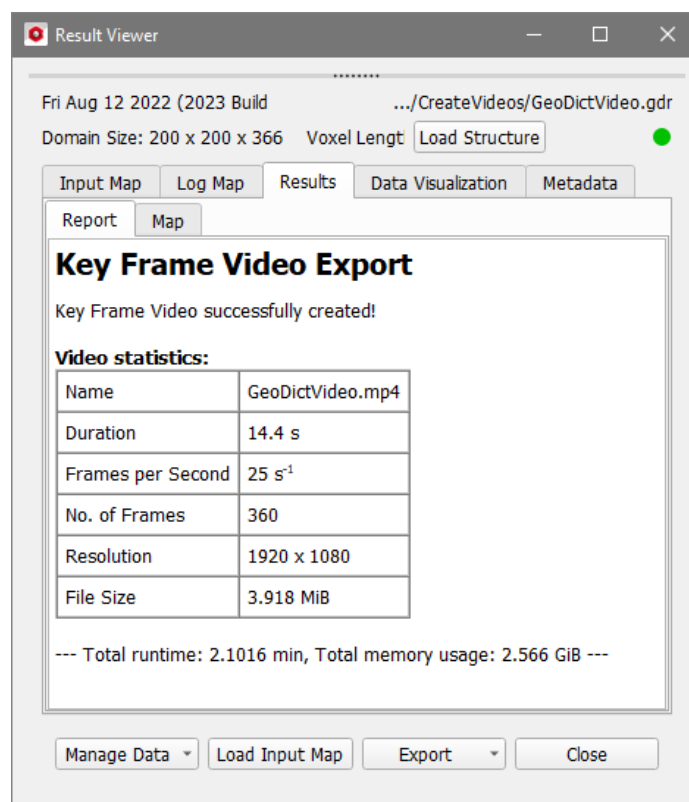 Result Viewer
Fri Aug 12 2022 (2023 Build .../CreateVideos/GeoDictVideo.gdr
Domain Size: 200 x 200 x 366 Voxel Lengt Load Structure
Input Map Log Map Results Data Visualization Metadata
Report Map
Key Frame Video Export
Key Frame Video successfully created!
Video statistics:
Name GeoDictVideo.mp4
Duration 14.4 s
Frames per Second 25 s⁻¹
No. of Frames 360
Resolution 1920 x 1080
File Size 3.918 MiB
--- Total runtime: 2.1016 min, Total memory usage: 2.566 GiB ---
Manage Data Load Input Map Export Close